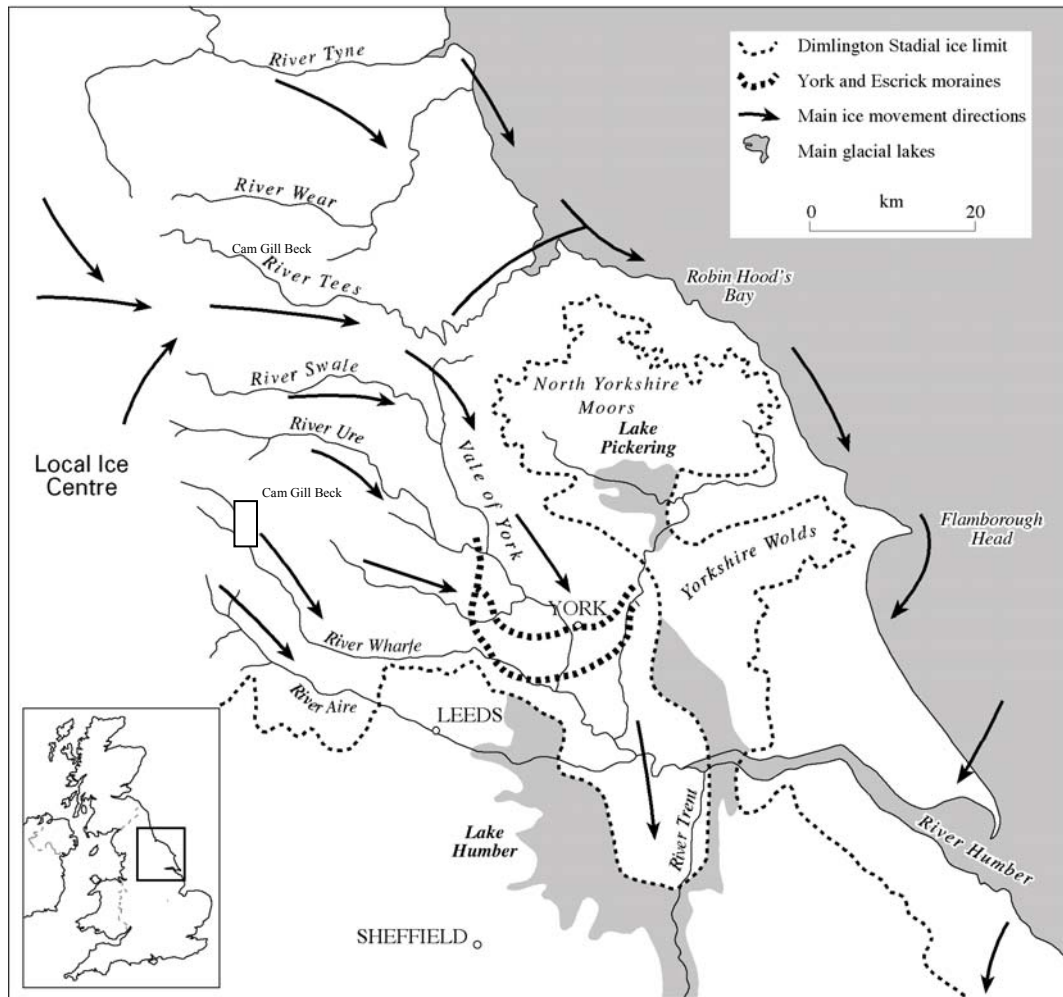 River Tyne
Dimlington Stadial ice limit
York and Escrick moraines
Main ice movement directions
Main glacial lakes
km
0
20
River Wear
Cam Gill Beck
River Tees
Robin Hood's
Bay
River Swale
North Yorkshire
Moors
Lake
Pickering
River Ure
Vale of York
Local Ice
Centre
Cam Gill Beck
Flamborough
Head
Yorkshire Wolds
YORK
River Wharfe
River Aire
LEEDS
Lake
Humber
River Trent
River Humber
SHEFFIELD